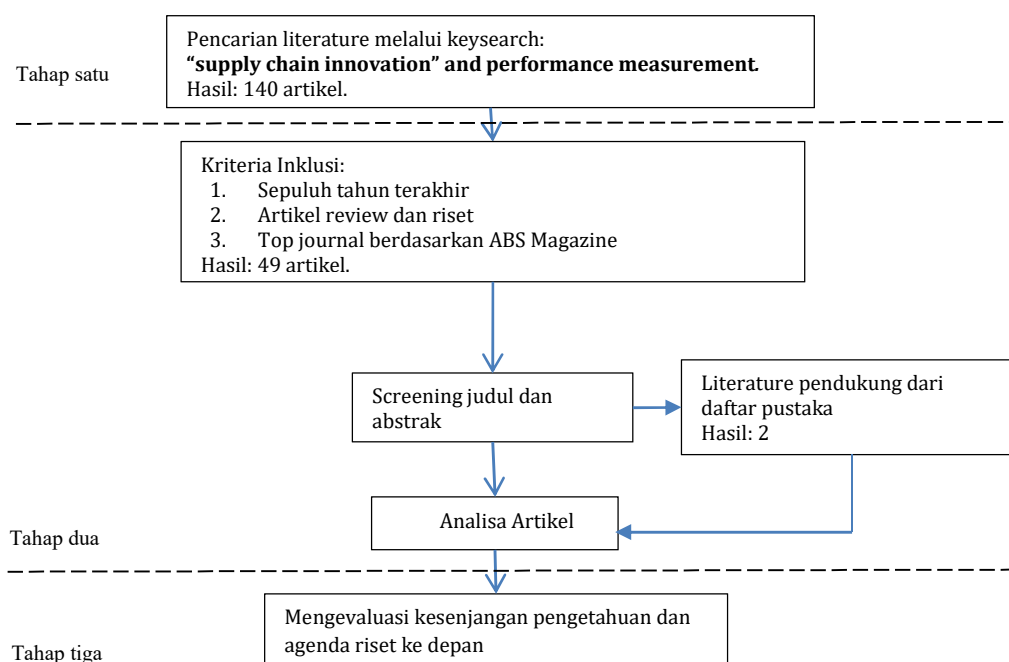 Pencarian literature melalui keysearch:
“supply chain innovation” and performance measurement.
Hasil: 140 artikel.
Tahap satu
Kriteria Inklusi:
1. Sepuluh tahun terakhir
2. Artikel review dan riset
3. Top journal berdasarkan ABS Magazine
Hasil: 49 artikel.
Screening judul dan
abstrak
Literature pendukung dari
daftar pustaka
Hasil: 2
Analisa Artikel
Tahap dua
Mengevaluasi kesenjangan pengetahuan dan
agenda riset ke depan
Tahap tiga